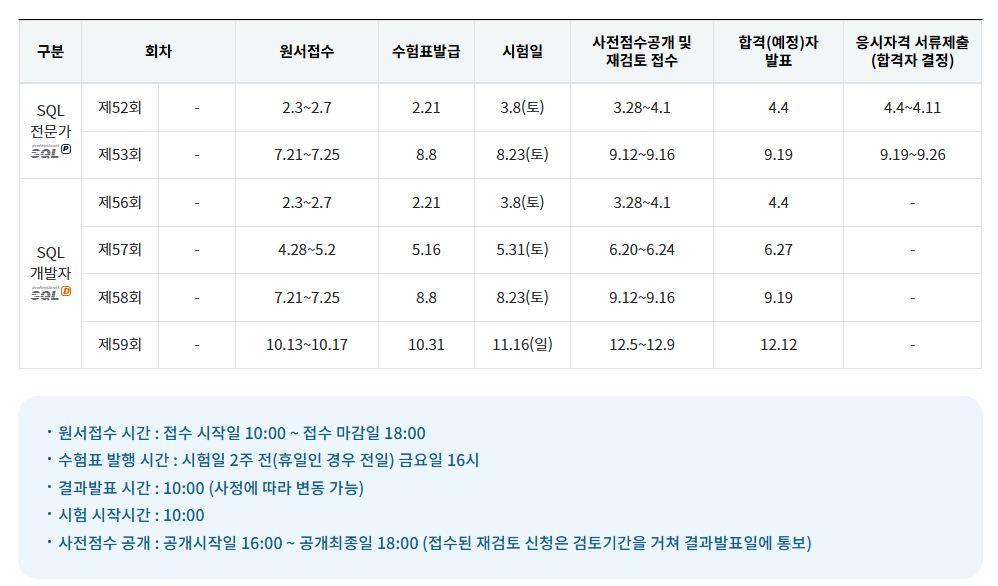 구분 회차 원서접수 수험표발급 시험일 사전점수공개 및 재검토 접수 합격(예정)자 발표 응시자격 서류제출 (합격자 결정)
SQL 전문가 professional SQL P
제52회 - 2.3~2.7 2.21 3.8(토) 3.28~4.1 4.4 4.4~4.11
제53회 - 7.21~7.25 8.8 8.23(토) 9.12~9.16 9.19 9.19~9.26
SQL 개발자 professional SQL D
제56회 - 2.3~2.7 2.21 3.8(토) 3.28~4.1 4.4 -
제57회 - 4.28~5.2 5.16 5.31(토) 6.20~6.24 6.27 -
제58회 - 7.21~7.25 8.8 8.23(토) 9.12~9.16 9.19 -
제59회 - 10.13~10.17 10.31 11.16(일) 12.5~12.9 12.12 -
· 원서접수 시간 : 접수 시작일 10:00 ~ 접수 마감일 18:00
· 수험표 발행 시간 : 시험일 2주 전(휴일인 경우 전일) 금요일 16시
· 결과발표 시간 : 10:00 (사정에 따라 변동 가능)
· 시험 시작시간 : 10:00
· 사전점수 공개 : 공개시작일 16:00 ~ 공개최종일 18:00 (접수된 재검토 신청은 검토기간을 거쳐 결과발표일에 통보)